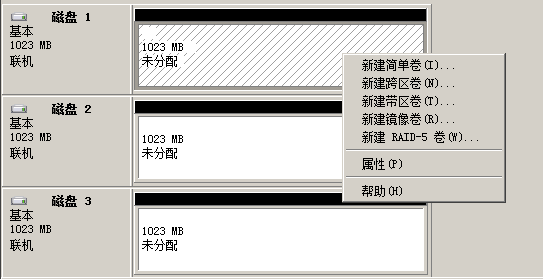 磁盘 1
基本
1023 MB
联机
1023 MB
未分配
新建简单卷(I)...
新建跨区卷(N)...
新建带区卷(T)...
新建镜像卷(R)...
新建 RAID-5 卷(W)...
属性(P)
帮助(H)
磁盘 2
基本
1023 MB
联机
1023 MB
未分配
磁盘 3
基本
1023 MB
联机
1023 MB
未分配